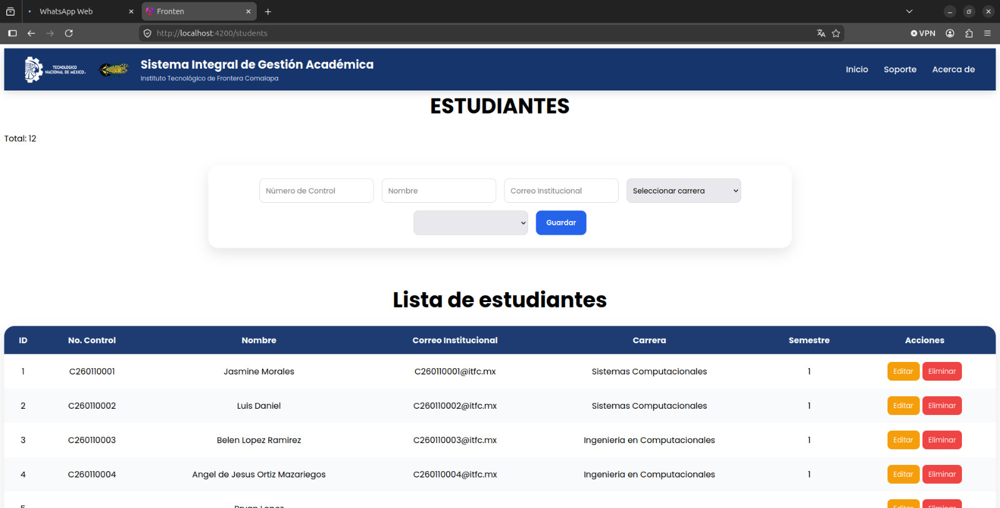 WhatsApp Web
Fronten
http://localhost:4200/students
VPN
TECNOLÓGICO
NACIONAL DE MÉXICO
Sistema Integral de Gestión Académica
Instituto Tecnológico de Frontera Comalapa
Inicio Soporte Acerca de
ESTUDIANTES
Total: 12
Número de Control Nombre Correo Institucional Seleccionar carrera
Guardar
Lista de estudiantes
ID No. Control Nombre Correo Institucional Carrera Semestre Acciones
1 C260110001 Jasmine Morales C260110001@itfc.mx Sistemas Computacionales 1 Editar Eliminar
2 C260110002 Luis Daniel C260110002@itfc.mx Sistemas Computacionales 1 Editar Eliminar
3 C260110003 Belen Lopez Ramirez C260110003@itfc.mx Ingenieria en Computacionales 1 Editar Eliminar
4 C260110004 Angel de Jesus Ortiz Mazariegos C260110004@itfc.mx Ingenieria en Computacionales 1 Editar Eliminar
5 Bryan Lopez Editar Eliminar